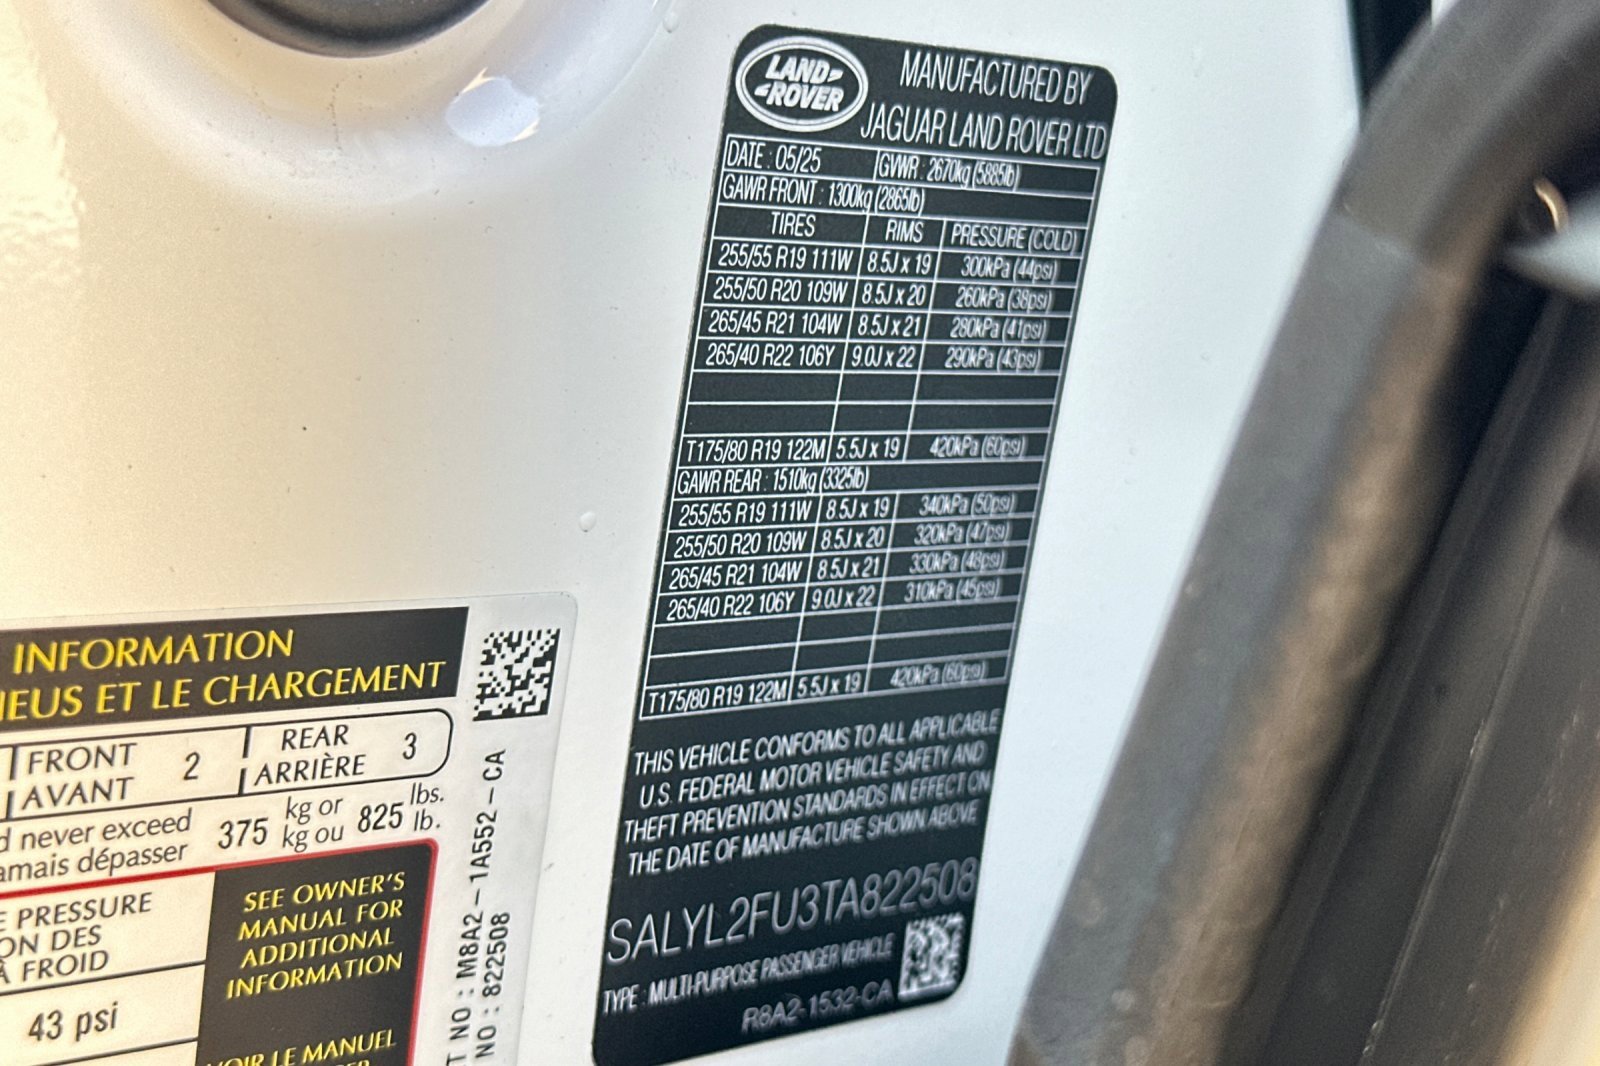 LAND
ROVER
MANUFACTURED BY
JAGUAR LAND ROVER LTD
DATE : 05/25 GVWR : 2670kg (5885lb)
GAWR FRONT : 1300kg (2865lb)
TIRES RIMS PRESSURE (COLD)
255/55 R19 111W 8.5J x 19 300kPa (44psi)
255/50 R20 109W 8.5J x 20 260kPa (38psi)
265/45 R21 104W 8.5J x 21 280kPa (41psi)
265/40 R22 106Y 9.0J x 22 290kPa (43psi)
T175/80 R19 122M 5.5J x 19 420kPa (60psi)
GAWR REAR : 1510kg (3325lb)
255/55 R19 111W 8.5J x 19 340kPa (50psi)
255/50 R20 109W 8.5J x 20 320kPa (47psi)
265/45 R21 104W 8.5J x 21 330kPa (48psi)
265/40 R22 106Y 9.0J x 22 310kPa (45psi)
T175/80 R19 122M 5.5J x 19 420kPa (60psi)
THIS VEHICLE CONFORMS TO ALL APPLICABLE
U.S. FEDERAL MOTOR VEHICLE SAFETY AND
THEFT PREVENTION STANDARDS IN EFFECT ON
THE DATE OF MANUFACTURE SHOWN ABOVE
SALYL2FU3TA822508
TYPE : MULTI-PURPOSE PASSENGER VEHICLE
R8A2-1532-CA
INFORMATION
NEUS ET LE CHARGEMENT
FRONT 2 REAR 3
AVANT ARRIÈRE
d never exceed 375 kg or 825 lbs.
amais dépasser kg ou lb.
E PRESSURE
ON DES
À FROID
43 psi
SEE OWNER'S
MANUAL FOR
ADDITIONAL
INFORMATION
VOIR LE MANUEL
T NO : M8A2-1A552-CA
NO : 822508